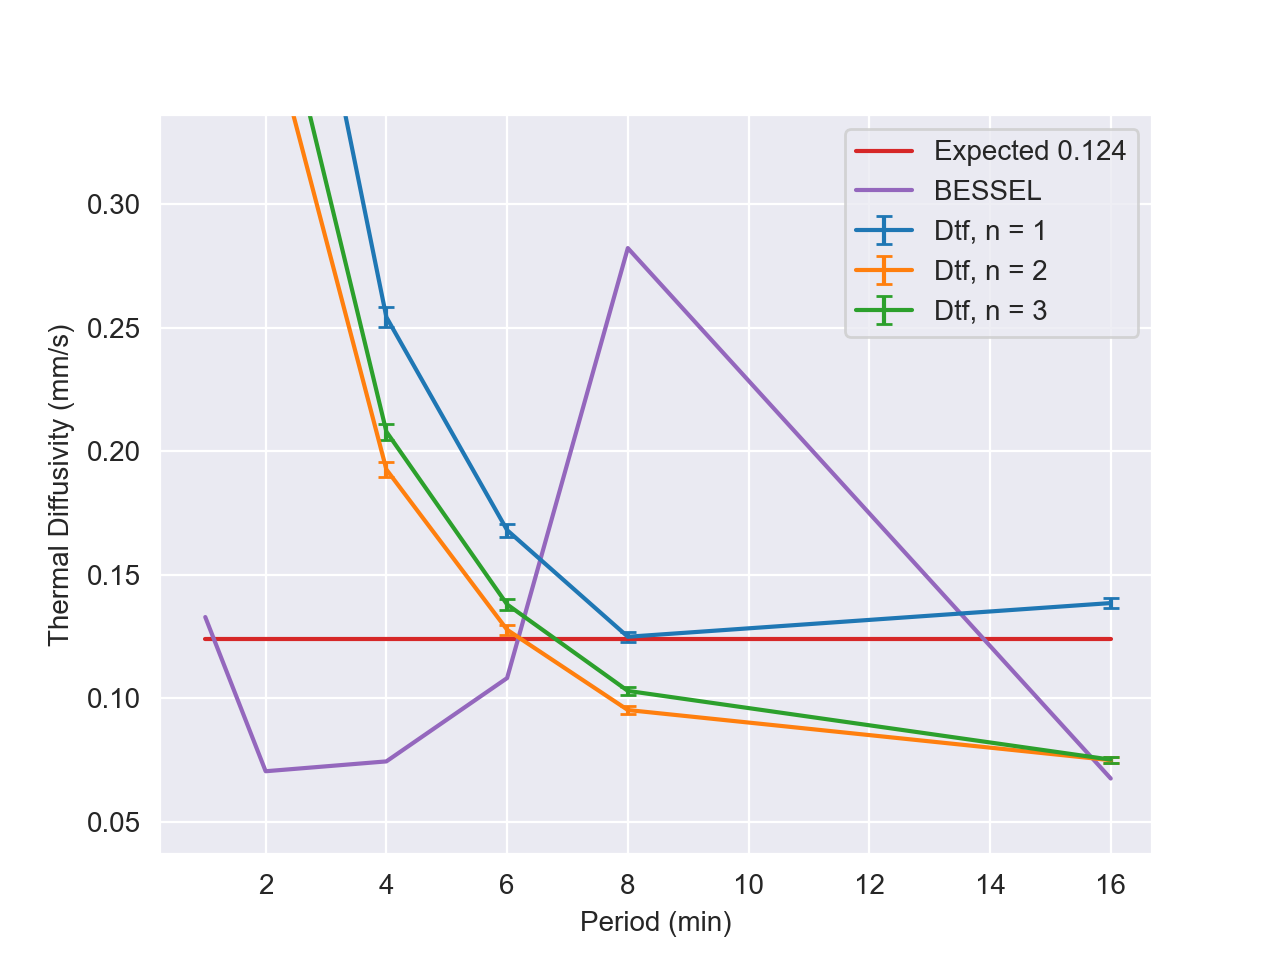 Expected 0.124
BESSEL
Dtf, n = 1
Dtf, n = 2
Dtf, n = 3
Thermal Diffusivity (mm/s)
0.30
0.25
0.20
0.15
0.10
0.05
2 4 6 8 10 12 14 16
Period (min)